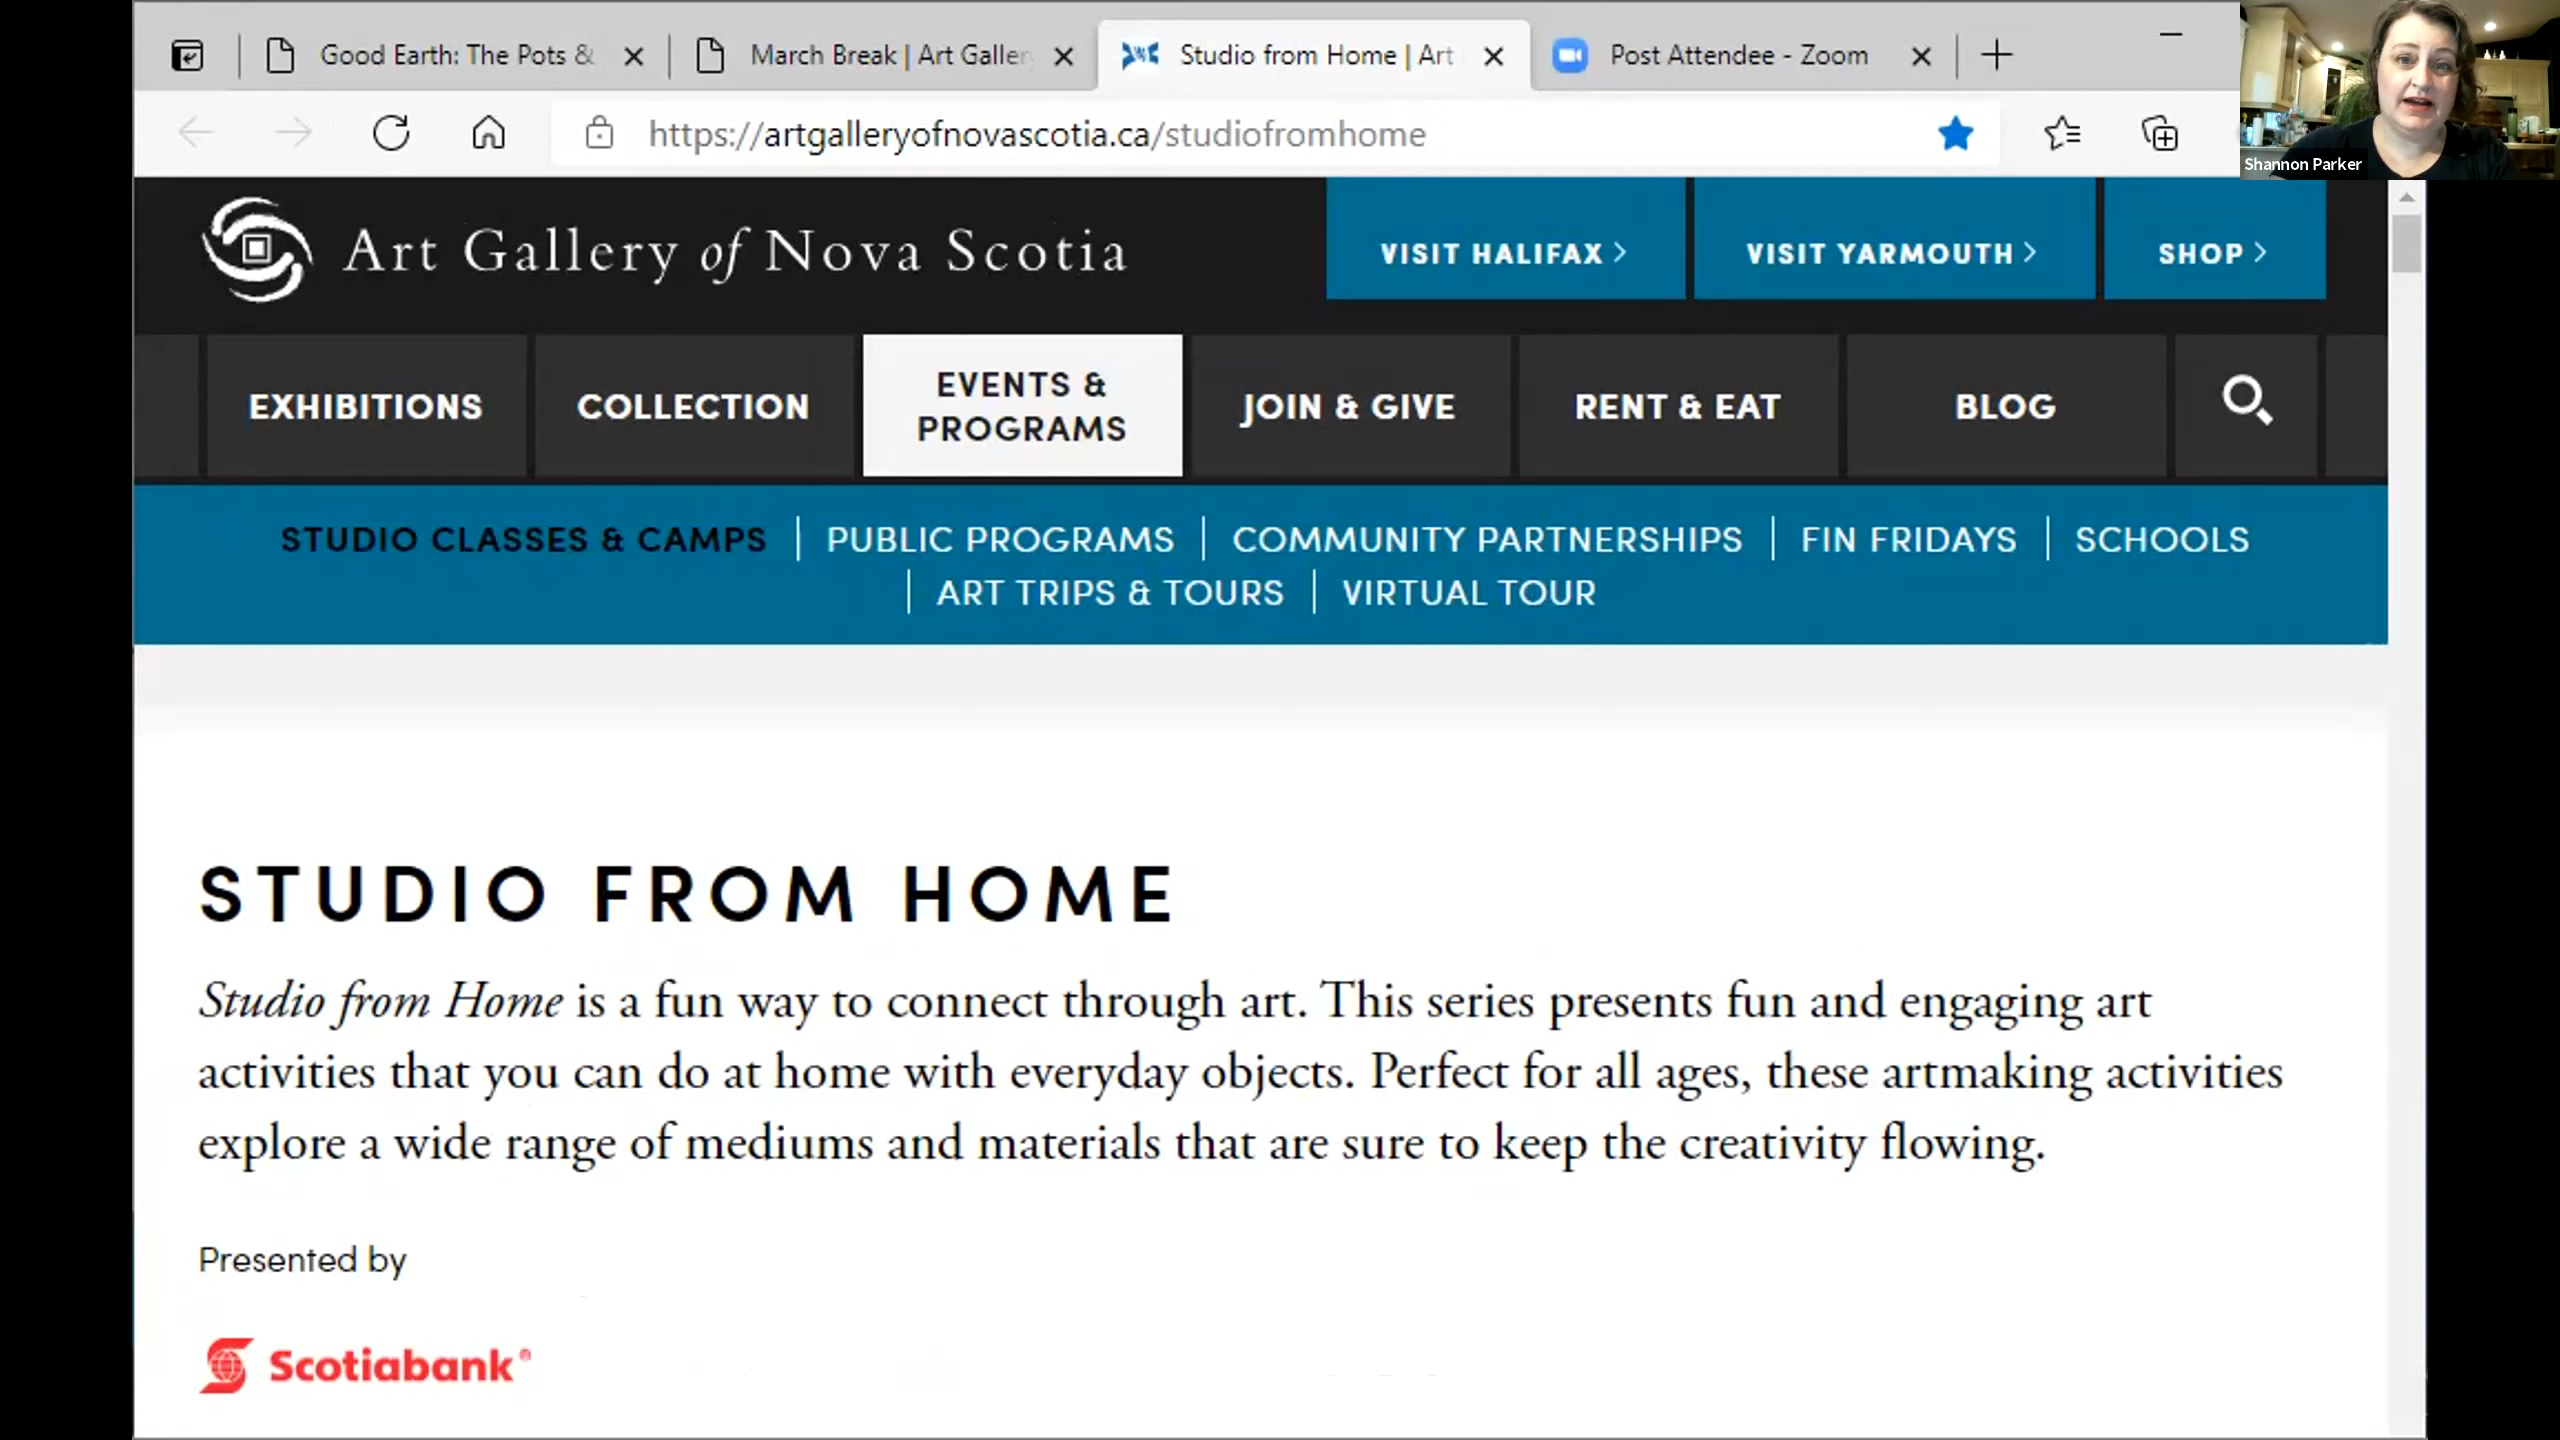 Good Earth: The Pots &
March Break | Art Galler
Studio from Home | Art
Post Attendee - Zoom
https://artgalleryofnovascotia.ca/studiofromhome
Shannon Parker
Art Gallery of Nova Scotia
VISIT HALIFAX >
VISIT YARMOUTH >
SHOP >
EXHIBITIONS
COLLECTION
EVENTS &
PROGRAMS
JOIN & GIVE
RENT & EAT
BLOG
STUDIO CLASSES & CAMPS | PUBLIC PROGRAMS | COMMUNITY PARTNERSHIPS | FIN FRIDAYS | SCHOOLS
| ART TRIPS & TOURS | VIRTUAL TOUR
STUDIO FROM HOME
Studio from Home is a fun way to connect through art. This series presents fun and engaging art
activities that you can do at home with everyday objects. Perfect for all ages, these artmaking activities
explore a wide range of mediums and materials that are sure to keep the creativity flowing.
Presented by
Scotiabank®